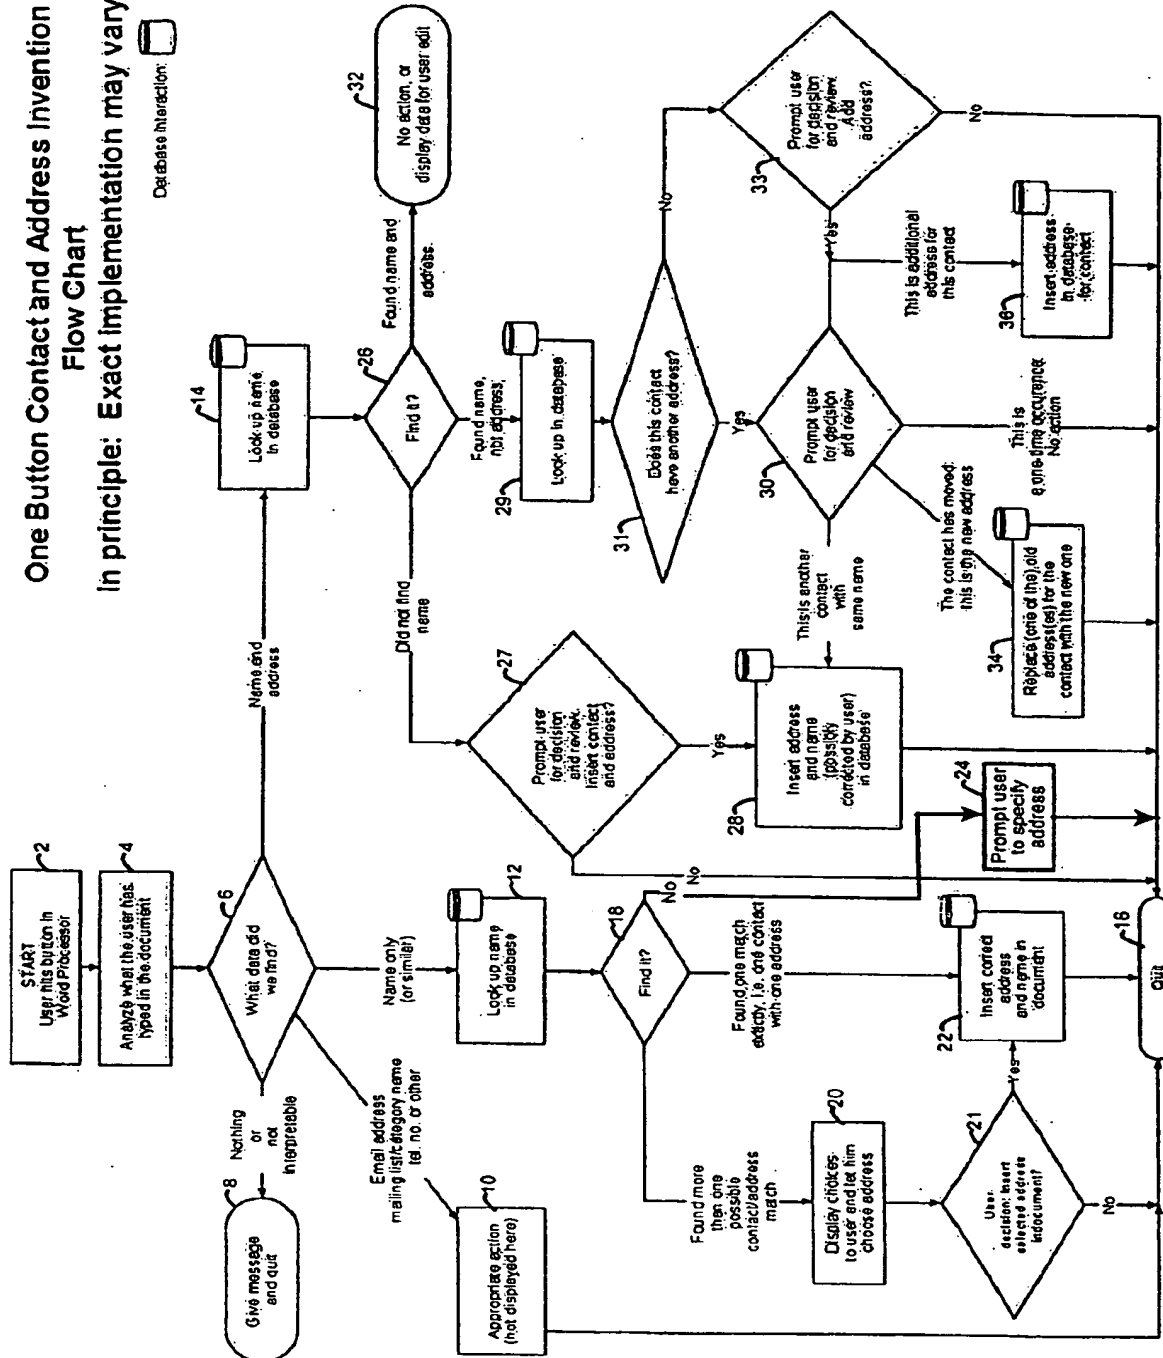 One Button Contact and Address Invention
Flow Chart
In principle: Exact implementation may vary
Database Interaction:
2
START
User hits button in
Word Processor
4
Analyze what the user has
typed in the document
6
What data did
we find?
Nothing
or
not
Interpretable
8
Give message
and quit
Email address
mailing list/category name
tel. no. or other
10
Appropriate action
(not displayed here)
Name only
(or similar)
12
Look up name
in database
Name and
address
14
Look up name
in database
18
Find it?
No
Found more
than one
possible
contact/address
match
20
Display choices
to user and let him
choose address
21
User
decision: Insert
selected address
in document?
Yes
No
Found one match
exactly, i.e. one contact
with one address
22
Insert correct
address
and name in
document
24
Prompt user
to specify
address
16
Quit
26
Find it?
Found name and
address.
32
No action, or
display data for user edit
Did not find
name
27
Prompt user
for decision
and review.
Insert contact
and address?
No
Yes
28
Insert address
and name
(possibly
corrected by user)
in database
Found name,
not address,
29
Look up in database
31
Does this contact
have another address?
No
Yes
30
Prompt user
for decision
and review
33
Prompt user
for decision
and review.
Add
address?
Yes
No
This is another
contact
with
same name
The contact has moved:
this is the new address
34
Replace (one of the) old
address(es) for the
contact with the new one
This is
a one-time occurance:
No action
This is additional
address for
this contact
36
Insert address
in database
for contact